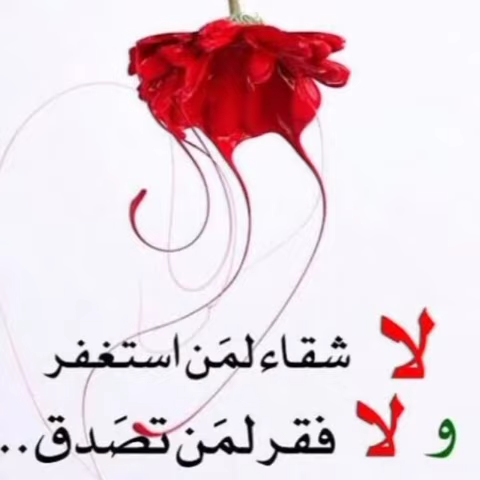 لا شقاء لمَن استغفر
و لا فقر لمَن تصَدق..